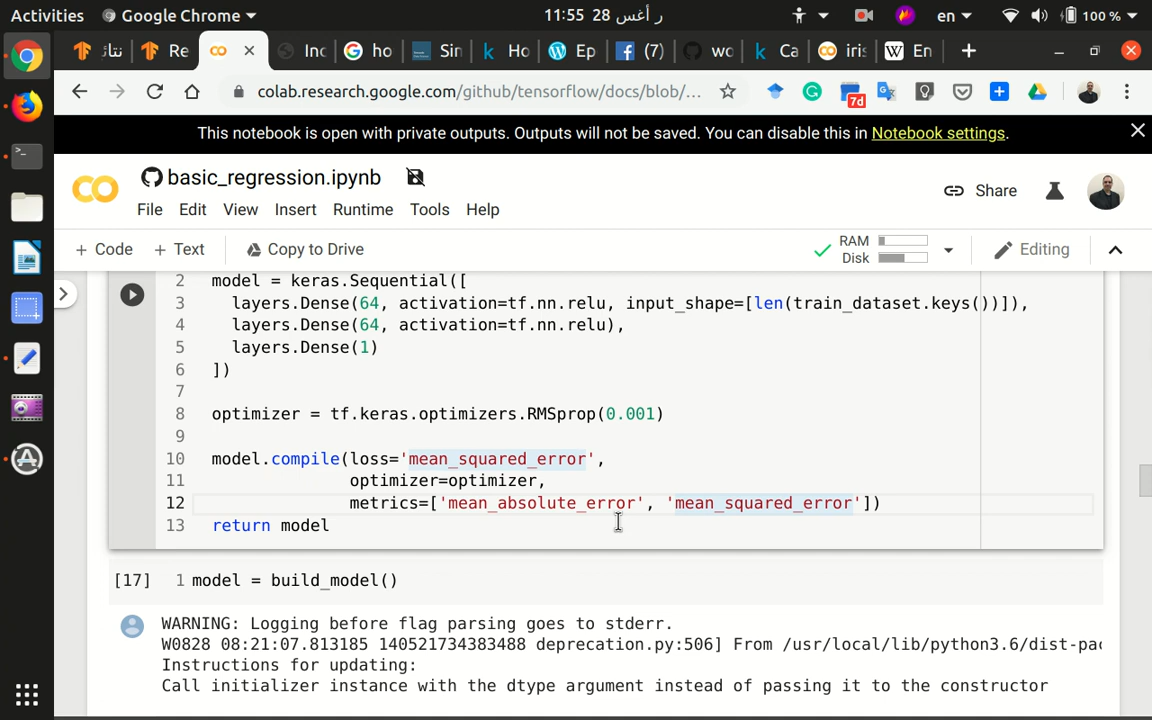 Activities Google Chrome 11:55 28 ر أغس en 100 %
نتائ Re Inc ho Sin Ho Ep (7) wo Ca iris En
colab.research.google.com/github/tensorflow/docs/blob/... 7d
This notebook is open with private outputs. Outputs will not be saved. You can disable this in Notebook settings.
basic_regression.ipynb
Share
File Edit View Insert Runtime Tools Help
+ Code + Text Copy to Drive RAM Disk Editing
2 model = keras.Sequential([
3 layers.Dense(64, activation=tf.nn.relu, input_shape=[len(train_dataset.keys())]),
4 layers.Dense(64, activation=tf.nn.relu),
5 layers.Dense(1)
6 ])
7
8 optimizer = tf.keras.optimizers.RMSprop(0.001)
9
10 model.compile(loss='mean_squared_error',
11 optimizer=optimizer,
12 metrics=['mean_absolute_error', 'mean_squared_error'])
13 return model
[17] 1 model = build_model()
WARNING: Logging before flag parsing goes to stderr.
W0828 08:21:07.813185 140521734383488 deprecation.py:506] From /usr/local/lib/python3.6/dist-pac
Instructions for updating:
Call initializer instance with the dtype argument instead of passing it to the constructor